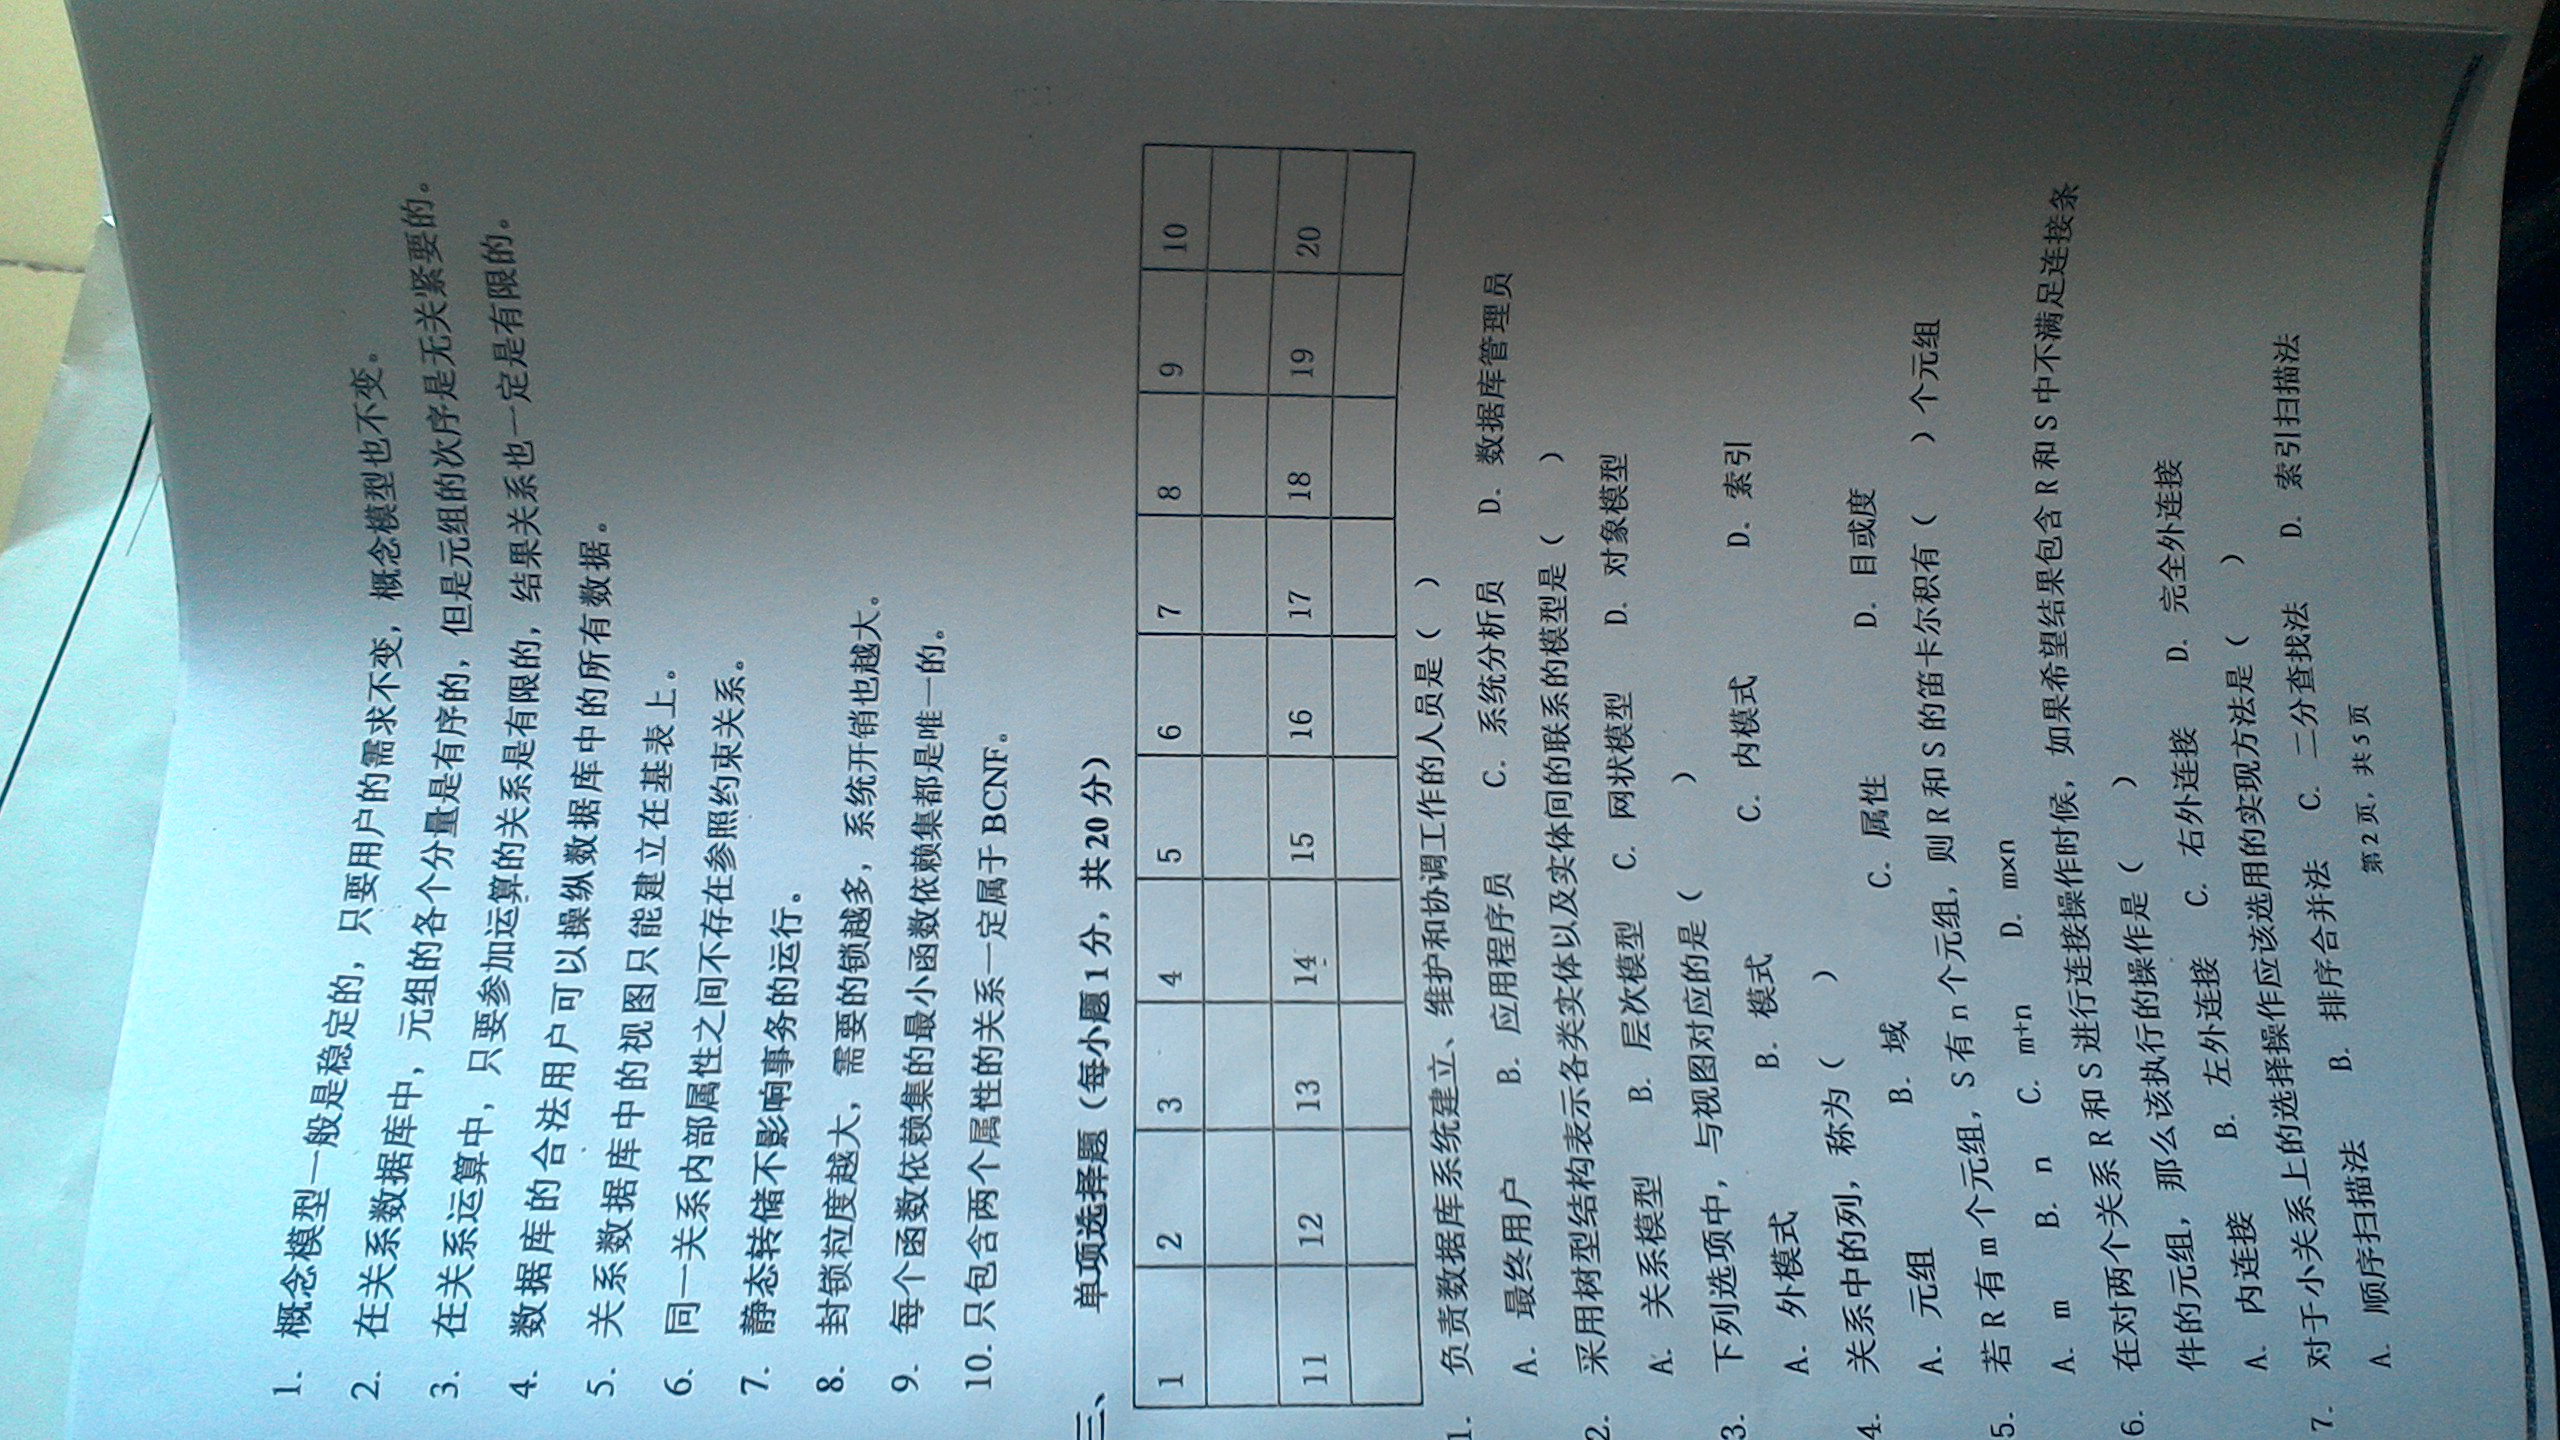 1. 概念模型一般是稳定的，只要用户的需求不变，概念模型也不变。
2. 在关系数据库中，元组的各个分量是有序的，但是元组的次序是无关紧要的。
3. 在关系运算中，只要参加运算的关系是有限的，结果关系也一定是有限的。
4. 数据库的合法用户可以操纵数据库中的所有数据。
5. 关系数据库中的视图只能建立在基表上。
6. 同一关系内部属性之间不存在参照约束关系。
7. 静态转储不影响事务的运行。
8. 封锁粒度越大，需要的锁越多，系统开销也越大。
9. 每个函数依赖集的最小函数依赖集都是唯一的。
10. 只包含两个属性的关系一定属于 BCNF。
三、 单项选择题（每小题 1 分，共 20 分）
1 2 3 4 5 6 7 8 9 10
11 12 13 14 15 16 17 18 19 20
1. 负责数据库系统建立、维护和协调工作的人员是（ ）
A. 最终用户 B. 应用程序员 C. 系统分析员 D. 数据库管理员
2. 采用树型结构表示各类实体以及实体间的联系的模型是（ ）
A. 关系模型 B. 层次模型 C. 网状模型 D. 对象模型
3. 下列选项中，与视图对应的是（ ）
A. 外模式 B. 模式 C. 内模式 D. 索引
4. 关系中的列，称为（ ）
A. 元组 B. 域 C. 属性 D. 目或度
5. 若 R 有 m 个元组，S 有 n 个元组，则 R 和 S 的笛卡尔积有（ ）个元组
A. m B. n C. m+n D. m×n
6. 在对两个关系 R 和 S 进行连接操作时候，如果希望结果包含 R 和 S 中不满足连接条
件的元组，那么该执行的操作是（ ）
A. 内连接 B. 左外连接 C. 右外连接 D. 完全外连接
7. 对于小关系上的选择操作应该选用的实现方法是（ ）
A. 顺序扫描法 B. 排序合并法 C. 二分查找法 D. 索引扫描法
第 2 页，共 5 页